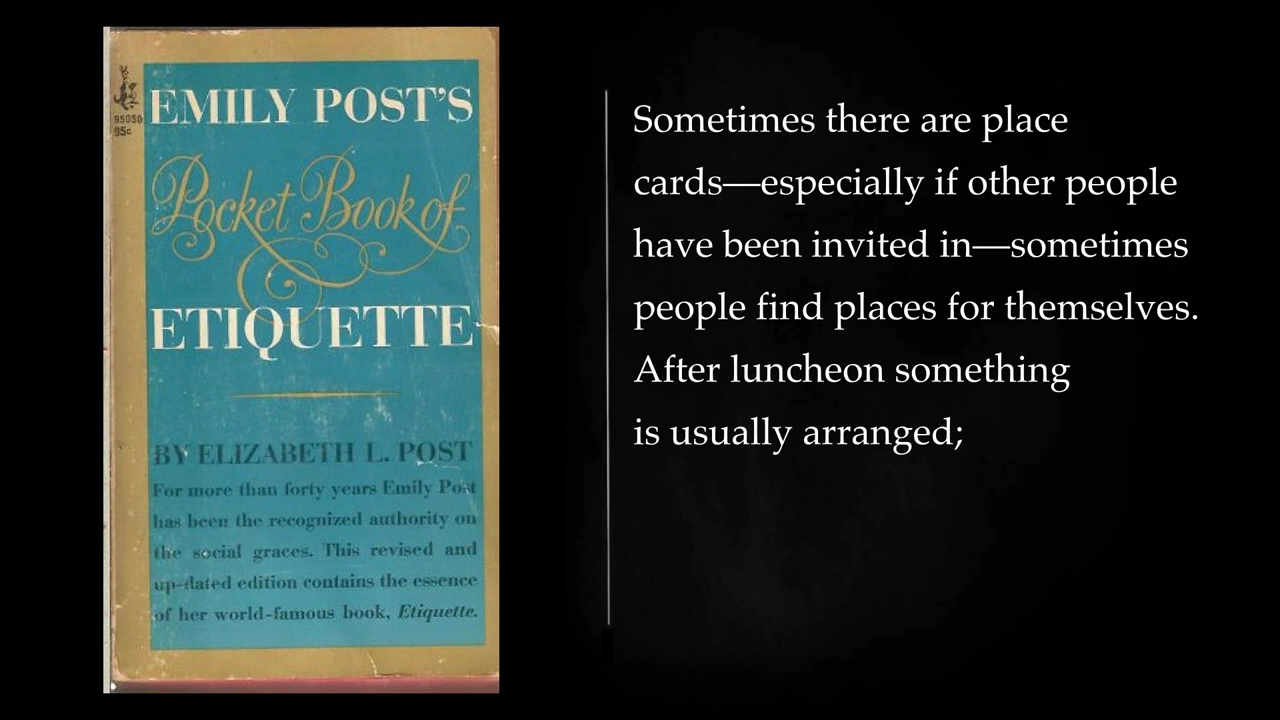 95050
95c
EMILY POST'S
Pocket Book of
ETIQUETTE
BY ELIZABETH L. POST
For more than forty years Emily Post
has been the recognized authority on
the social graces. This revised and
up-dated edition contains the essence
of her world-famous book, Etiquette.
Sometimes there are place
cards—especially if other people
have been invited in—sometimes
people find places for themselves.
After luncheon something
is usually arranged;